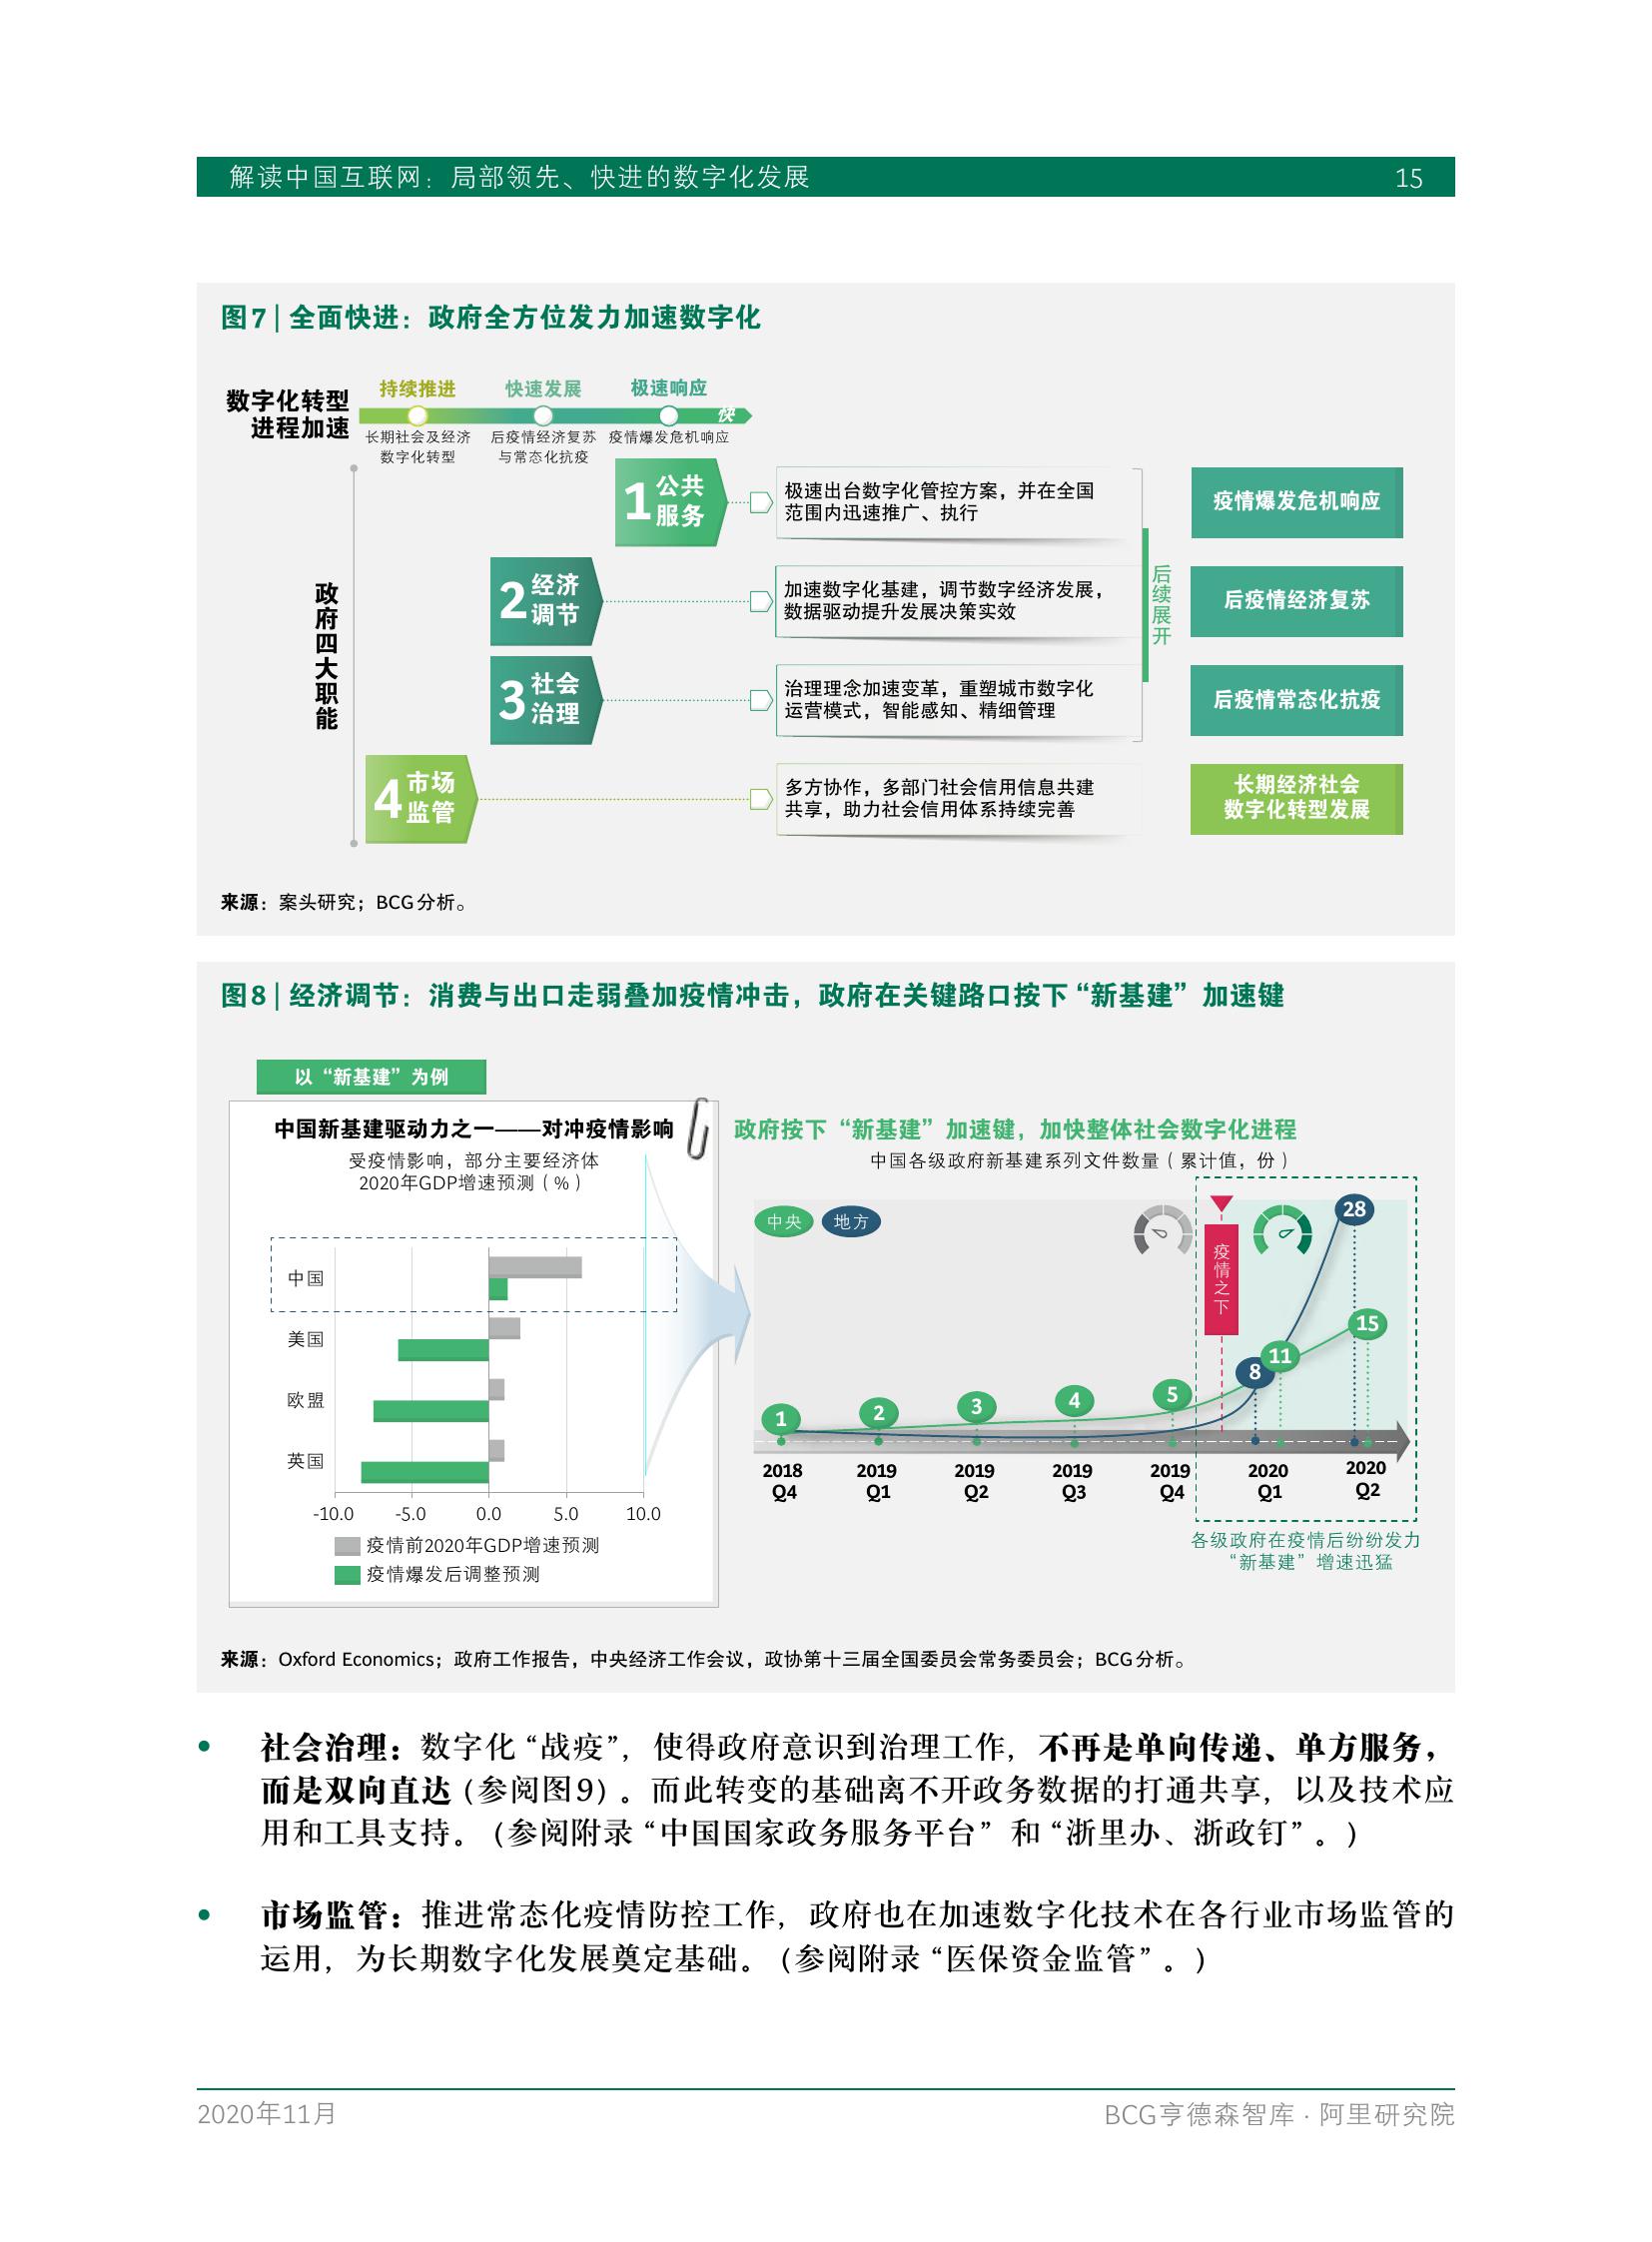 解读中国互联网：局部领先、快进的数字化发展 15
图7 | 全面快进：政府全方位发力加速数字化
数字化转型
进程加速
持续推进 快速发展 极速响应
快
长期社会及经济
数字化转型
后疫情经济复苏
与常态化抗疫
疫情爆发危机响应
政府四大职能
1 公共
服务
极速出台数字化管控方案，并在全国
范围内迅速推广、执行
疫情爆发危机响应
2 经济
调节
加速数字化基建，调节数字经济发展，
数据驱动提升发展决策实效
后疫情经济复苏
3 社会
治理
治理理念加速变革，重塑城市数字化
运营模式，智能感知、精细管理
后疫情常态化抗疫
后续展开
4 市场
监管
多方协作，多部门社会信用信息共建
共享，助力社会信用体系持续完善
长期经济社会
数字化转型发展
来源：案头研究；BCG分析。
图8 | 经济调节：消费与出口走弱叠加疫情冲击，政府在关键路口按下“新基建”加速键
以“新基建”为例
中国新基建驱动力之一——对冲疫情影响
受疫情影响，部分主要经济体
2020年GDP增速预测（%）
中国
美国
欧盟
英国
-10.0 -5.0 0.0 5.0 10.0
疫情前2020年GDP增速预测
疫情爆发后调整预测
政府按下“新基建”加速键，加快整体社会数字化进程
中国各级政府新基建系列文件数量（累计值，份）
中央 地方
疫情之下
28
15
11
8
1 2 3 4 5
2018
Q4
2019
Q1
2019
Q2
2019
Q3
2019
Q4
2020
Q1
2020
Q2
各级政府在疫情后纷纷发力
“新基建”增速迅猛
来源：Oxford Economics；政府工作报告，中央经济工作会议，政协第十三届全国委员会常务委员会；BCG分析。
• 社会治理：数字化“战疫”，使得政府意识到治理工作，不再是单向传递、单方服务，
而是双向直达（参阅图9）。而此转变的基础离不开政务数据的打通共享，以及技术应
用和工具支持。（参阅附录“中国国家政务服务平台”和“浙里办、浙政钉”。）
• 市场监管：推进常态化疫情防控工作，政府也在加速数字化技术在各行业市场监管的
运用，为长期数字化发展奠定基础。（参阅附录“医保资金监管”。）
2020年11月 BCG亨德森智库 · 阿里研究院